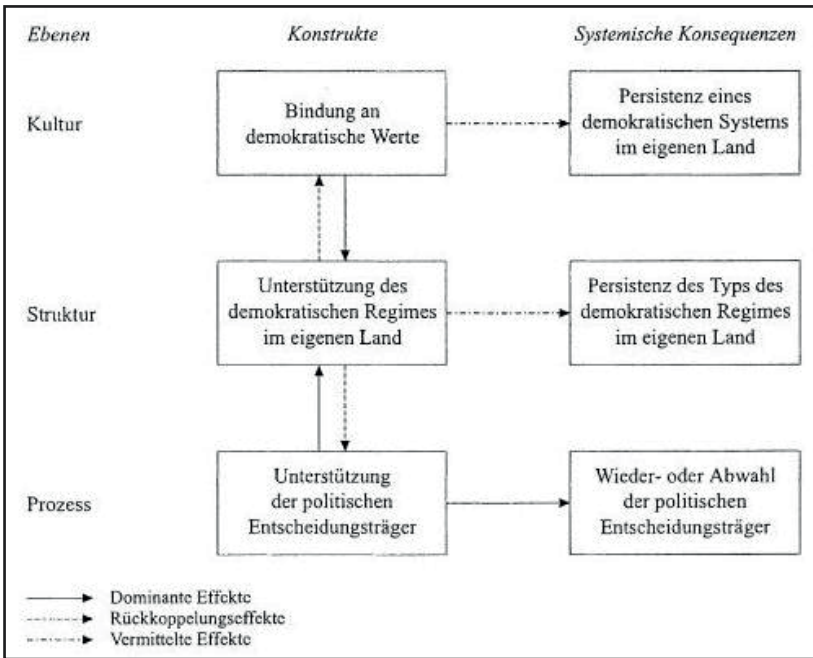 Ebenen
Konstrukte
Systemische Konsequenzen
Kultur
Bindung an
demokratische Werte
Persistenz eines
demokratischen Systems
im eigenen Land
Struktur
Unterstützung des
demokratischen Regimes
im eigenen Land
Persistenz des Typs des
demokratischen Regimes
im eigenen Land
Prozess
Unterstützung
der politischen
Entscheidungsträger
Wieder- oder Abwahl
der politischen
Entscheidungsträger
Dominante Effekte
Rückkoppelungseffekte
Vermittelte Effekte